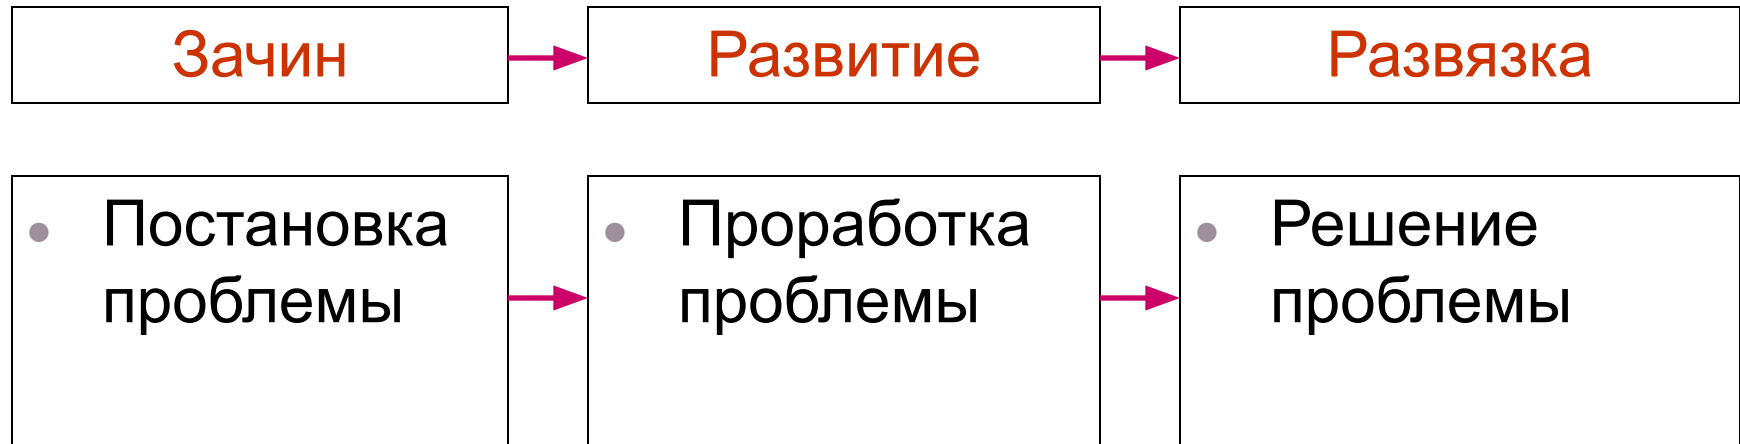 Зачин
Развитие
Развязка
• Постановка
проблемы
• Проработка
проблемы
• Решение
проблемы